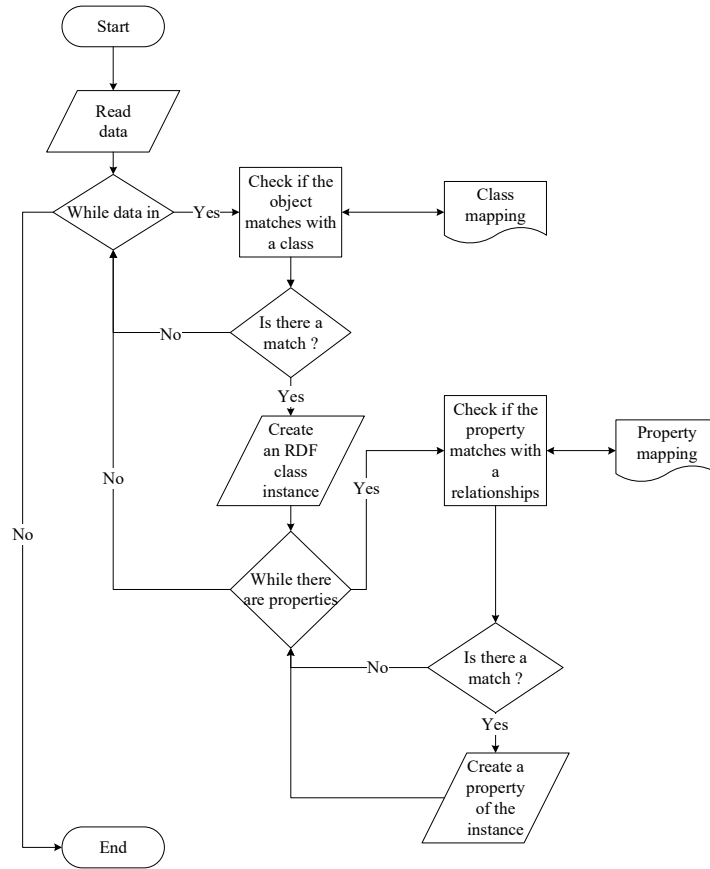 Start
Read
data
While data in
Yes
Check if the
object
matches with
a class
Class
mapping
Is there a
match ?
No
Yes
Create
an RDF
class
instance
Check if the
property
matches with
a
relationships
Property
mapping
Yes
No
No
While there
are properties
Is there a
match ?
No
Yes
Create a
property
of the
instance
End